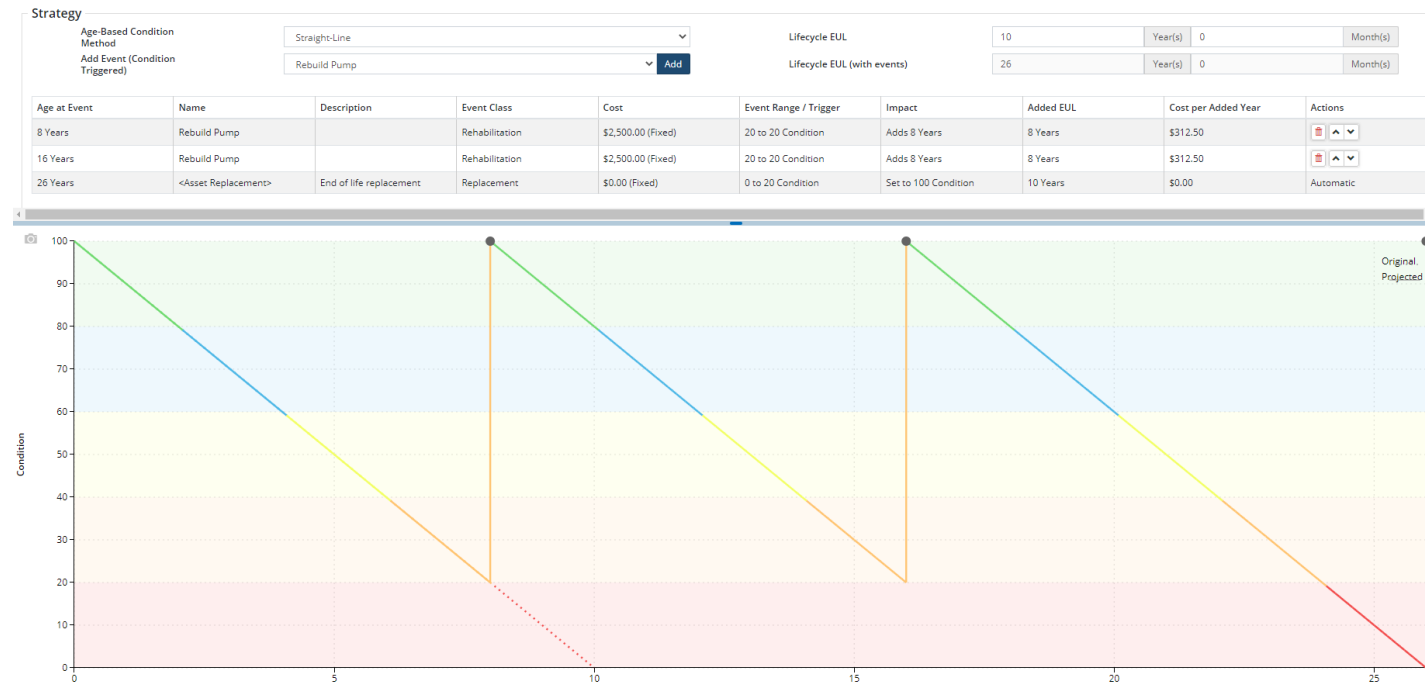 Strategy
Age-Based Condition Method
Straight-Line
Lifecycle EUL
10 Year(s) 0 Month(s)
Add Event (Condition Triggered)
Rebuild Pump
Add
Lifecycle EUL (with events)
26 Year(s) 0 Month(s)
Age at Event Name Description Event Class Cost Event Range / Trigger Impact Added EUL Cost per Added Year Actions
8 Years Rebuild Pump Rehabilitation $2,500.00 (Fixed) 20 to 20 Condition Adds 8 Years 8 Years $312.50
16 Years Rebuild Pump Rehabilitation $2,500.00 (Fixed) 20 to 20 Condition Adds 8 Years 8 Years $312.50
26 Years <Asset Replacement> End of life replacement Replacement $0.00 (Fixed) 0 to 20 Condition Set to 100 Condition 10 Years $0.00 Automatic
100
90
80
70
60
50
40
30
20
10
0
Condition
Original.
Projected
0 5 10 15 20 25